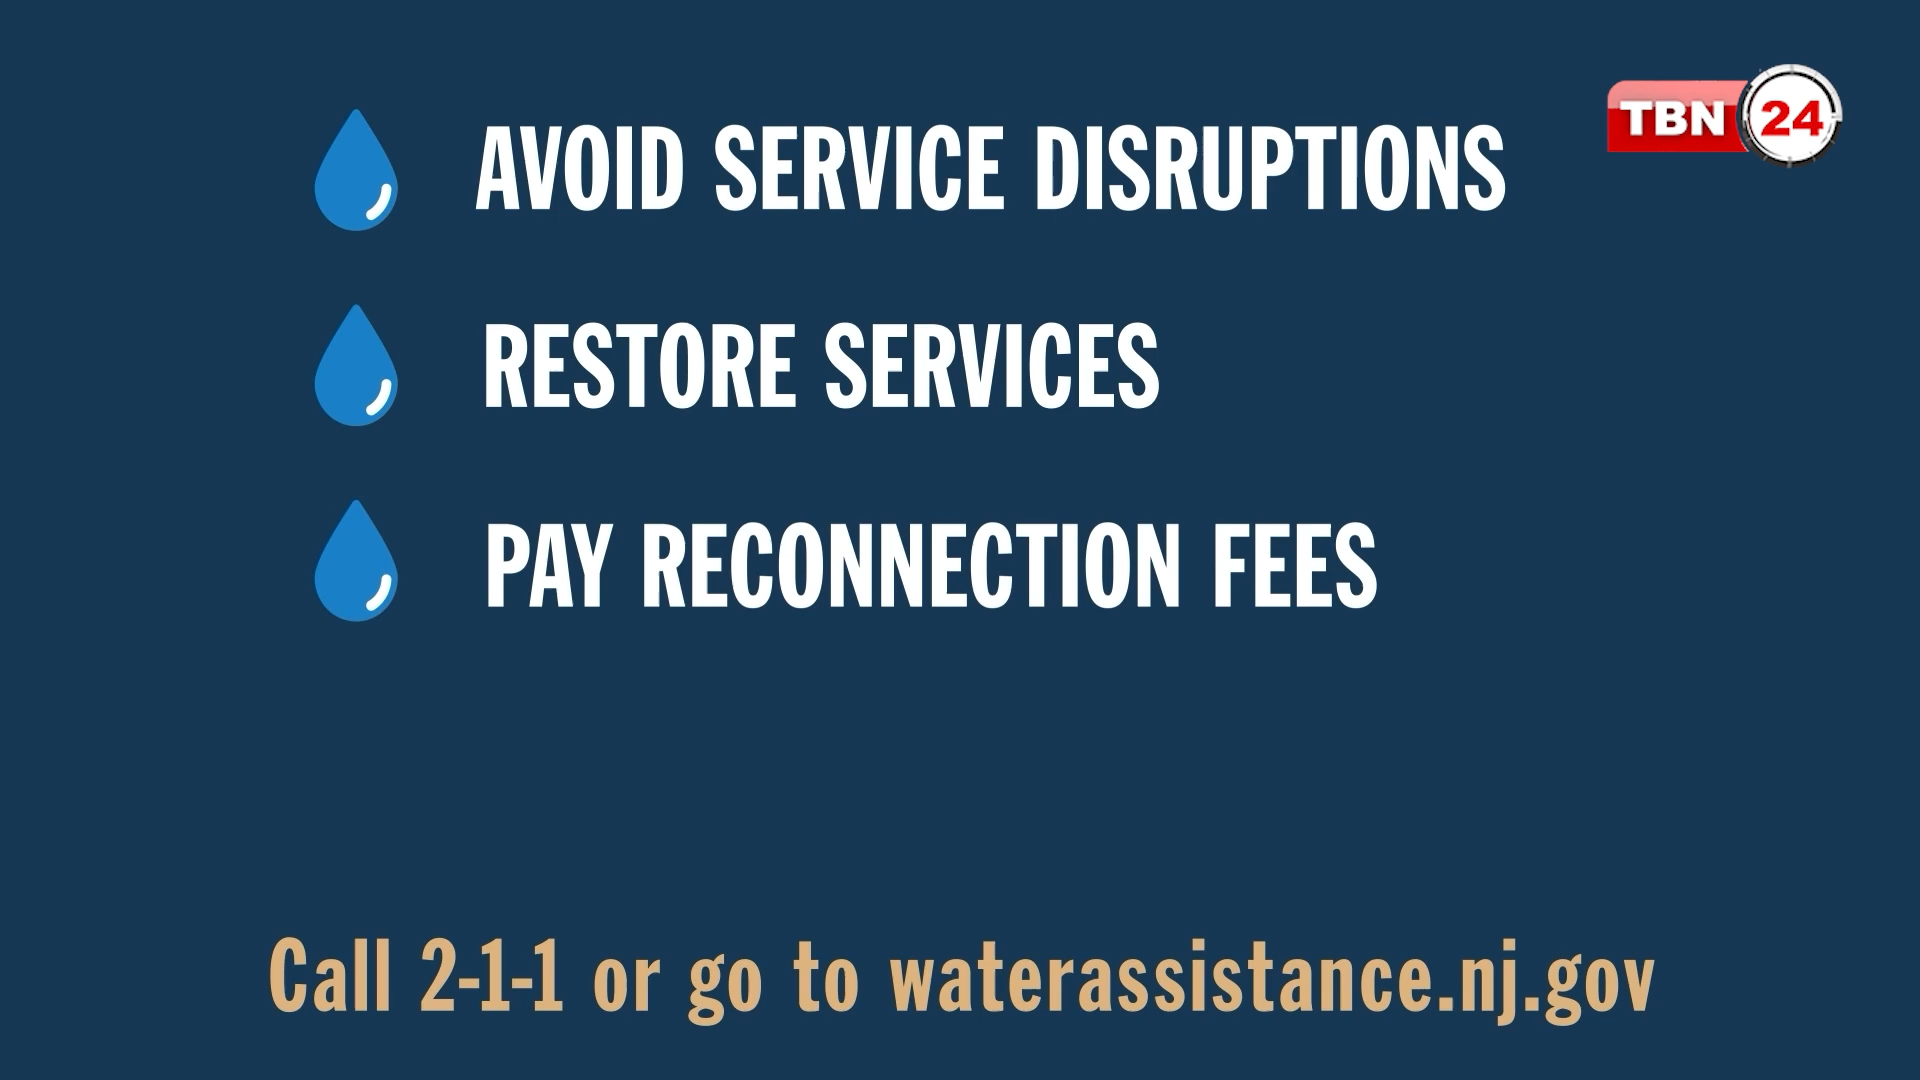 AVOID SERVICE DISRUPTIONS
TBN 24
RESTORE SERVICES
PAY RECONNECTION FEES
Call 2-1-1 or go to waterassistance.nj.gov